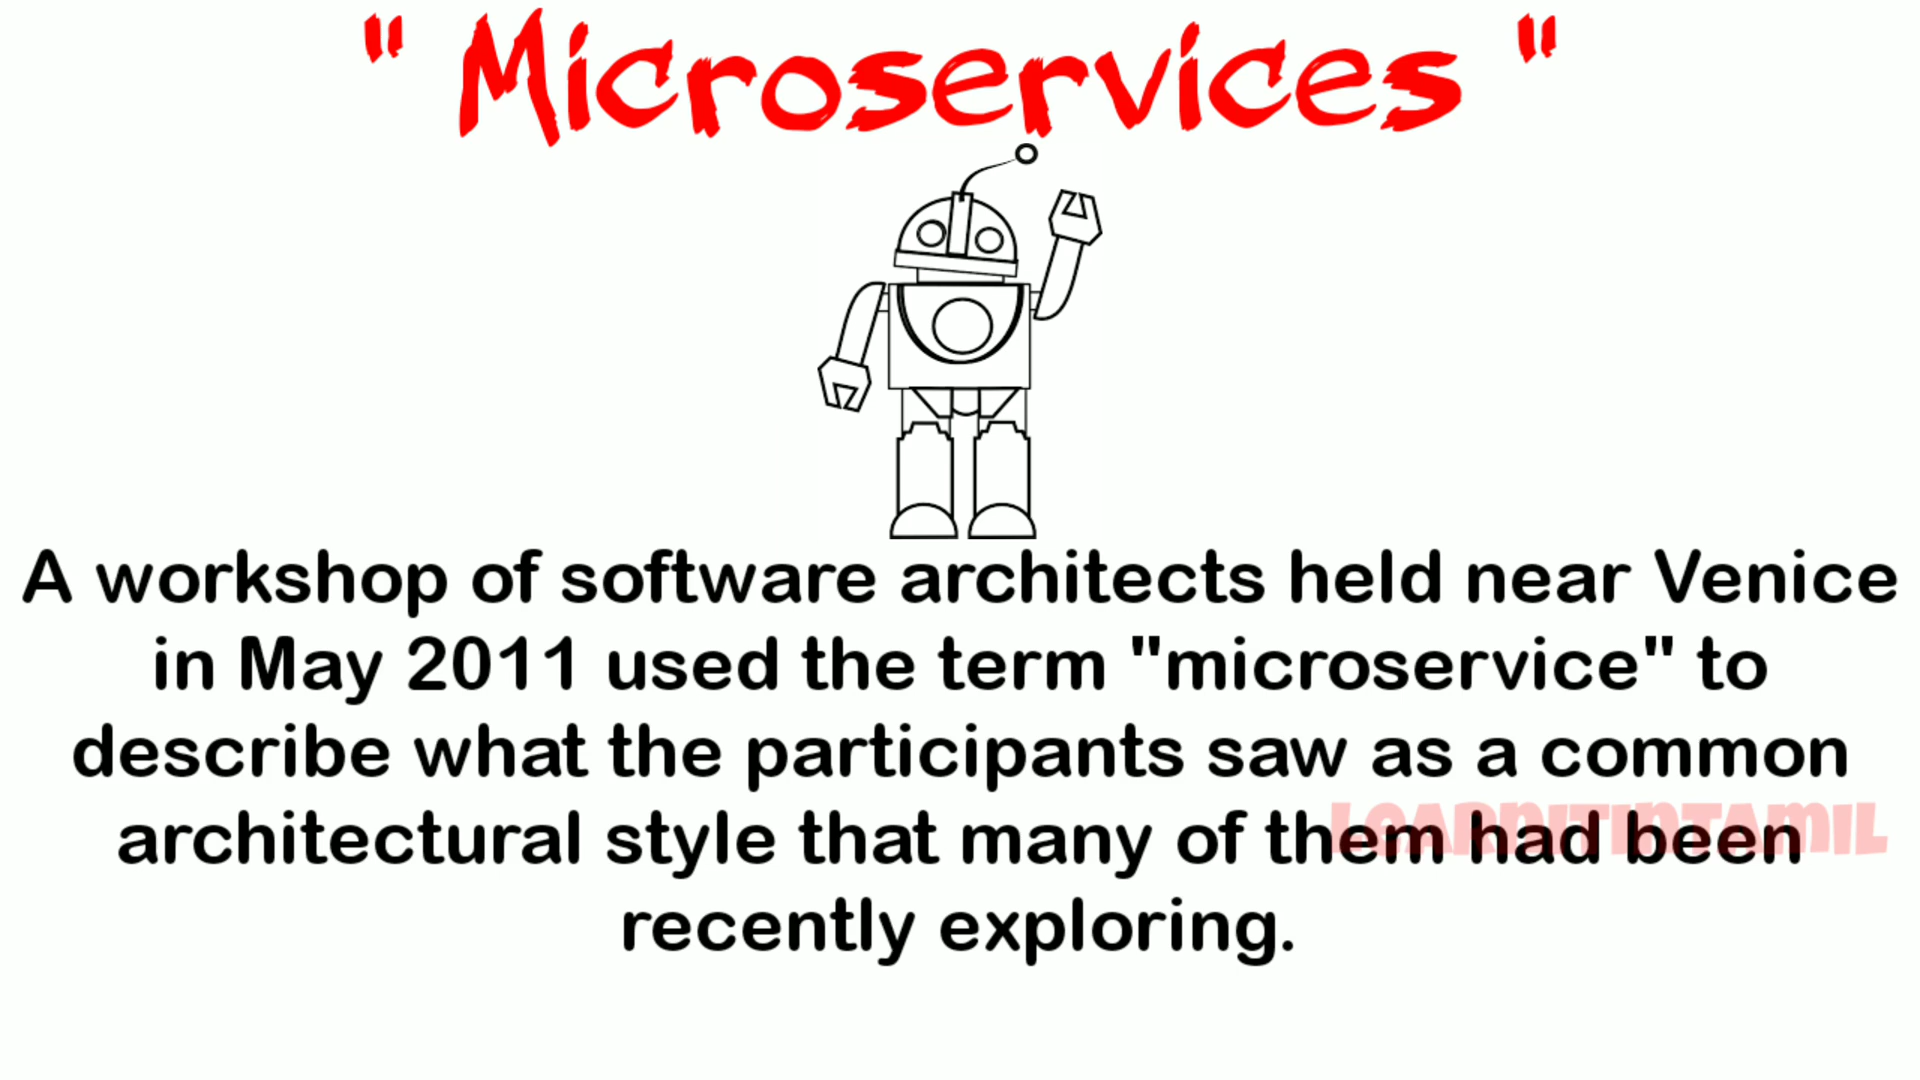 " Microservices "
A workshop of software architects held near Venice
in May 2011 used the term "microservice" to
describe what the participants saw as a common
architectural style that many of them had been
LEARNITINTAMIL
recently exploring.